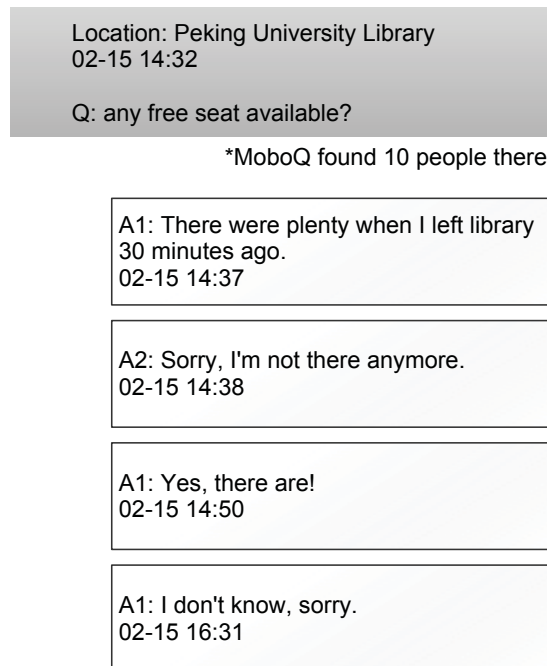 Location: Peking University Library
02-15 14:32
Q: any free seat available?
*MoboQ found 10 people there
A1: There were plenty when I left library
30 minutes ago.
02-15 14:37
A2: Sorry, I'm not there anymore.
02-15 14:38
A1: Yes, there are!
02-15 14:50
A1: I don't know, sorry.
02-15 16:31